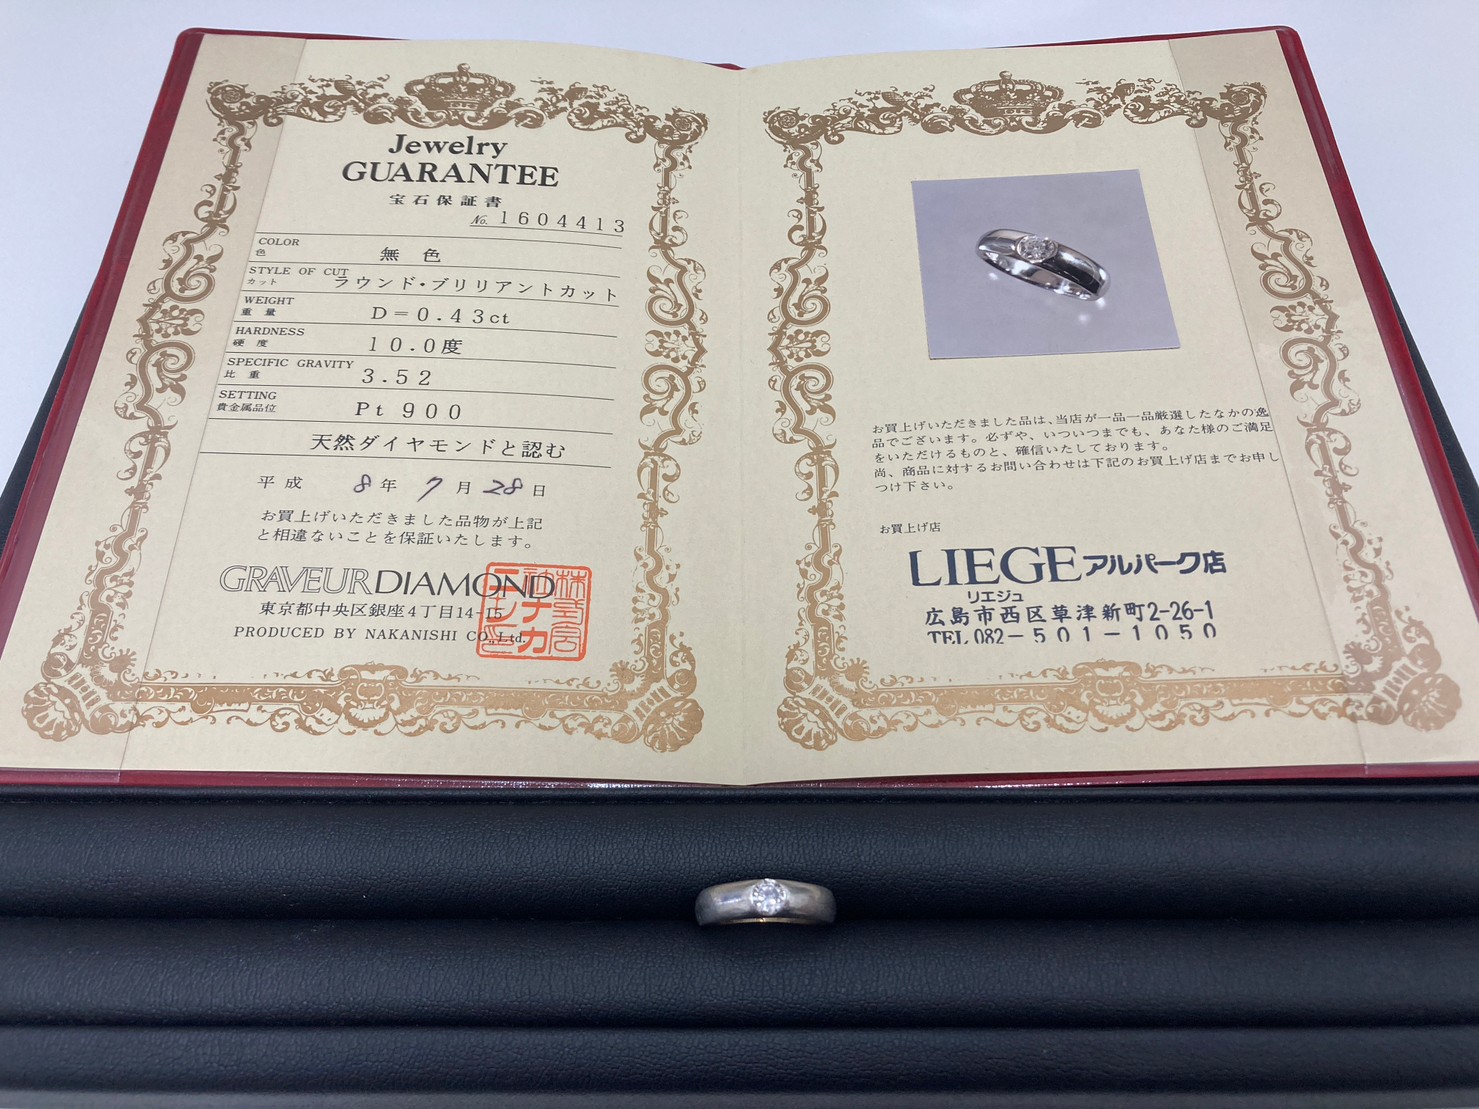 Jewelry
GUARANTEE
宝石保証書
No. 1604413
COLOR
色 無色
STYLE OF CUT
カット ラウンド・ブリリアントカット
WEIGHT
重量 D=0.43ct
HARDNESS
硬度 10.0度
SPECIFIC GRAVITY
比重 3.52
SETTING
貴金属品位 Pt 900
天然ダイヤモンドと認む
平成 8年 7月 28日
お買上げいただきました品物が上記
と相違ないことを保証いたします。
GRAVEUR DIAMOND
東京都中央区銀座4丁目14-15
PRODUCED BY NAKANISHI CO.,Ltd.
お買上げいただきました品は、当店が一品一品厳選したなかの逸
品でございます。必ずや、いついつまでも、あなた様のご満足
をいただけるものと、確信いたしております。
尚、商品に対するお問い合わせは下記のお買上げ店までお申し
つけ下さい。
お買上げ店
LIEGEアルパーク店
リエジュ
広島市西区草津新町2-26-1
TEL 082-501-1050